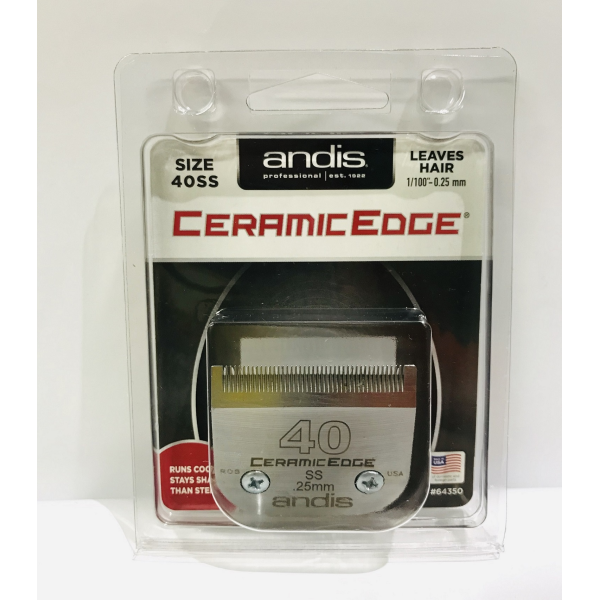 SIZE
40SS
andis®
professional | est. 1922
LEAVES
HAIR
1/100"- 0.25 mm
CERAMICEDGE®
40
CERAMICEDGE
SS
.25mm
andis
USA
RUNS COO
STAYS SHA
THAN STE
USA
#64350